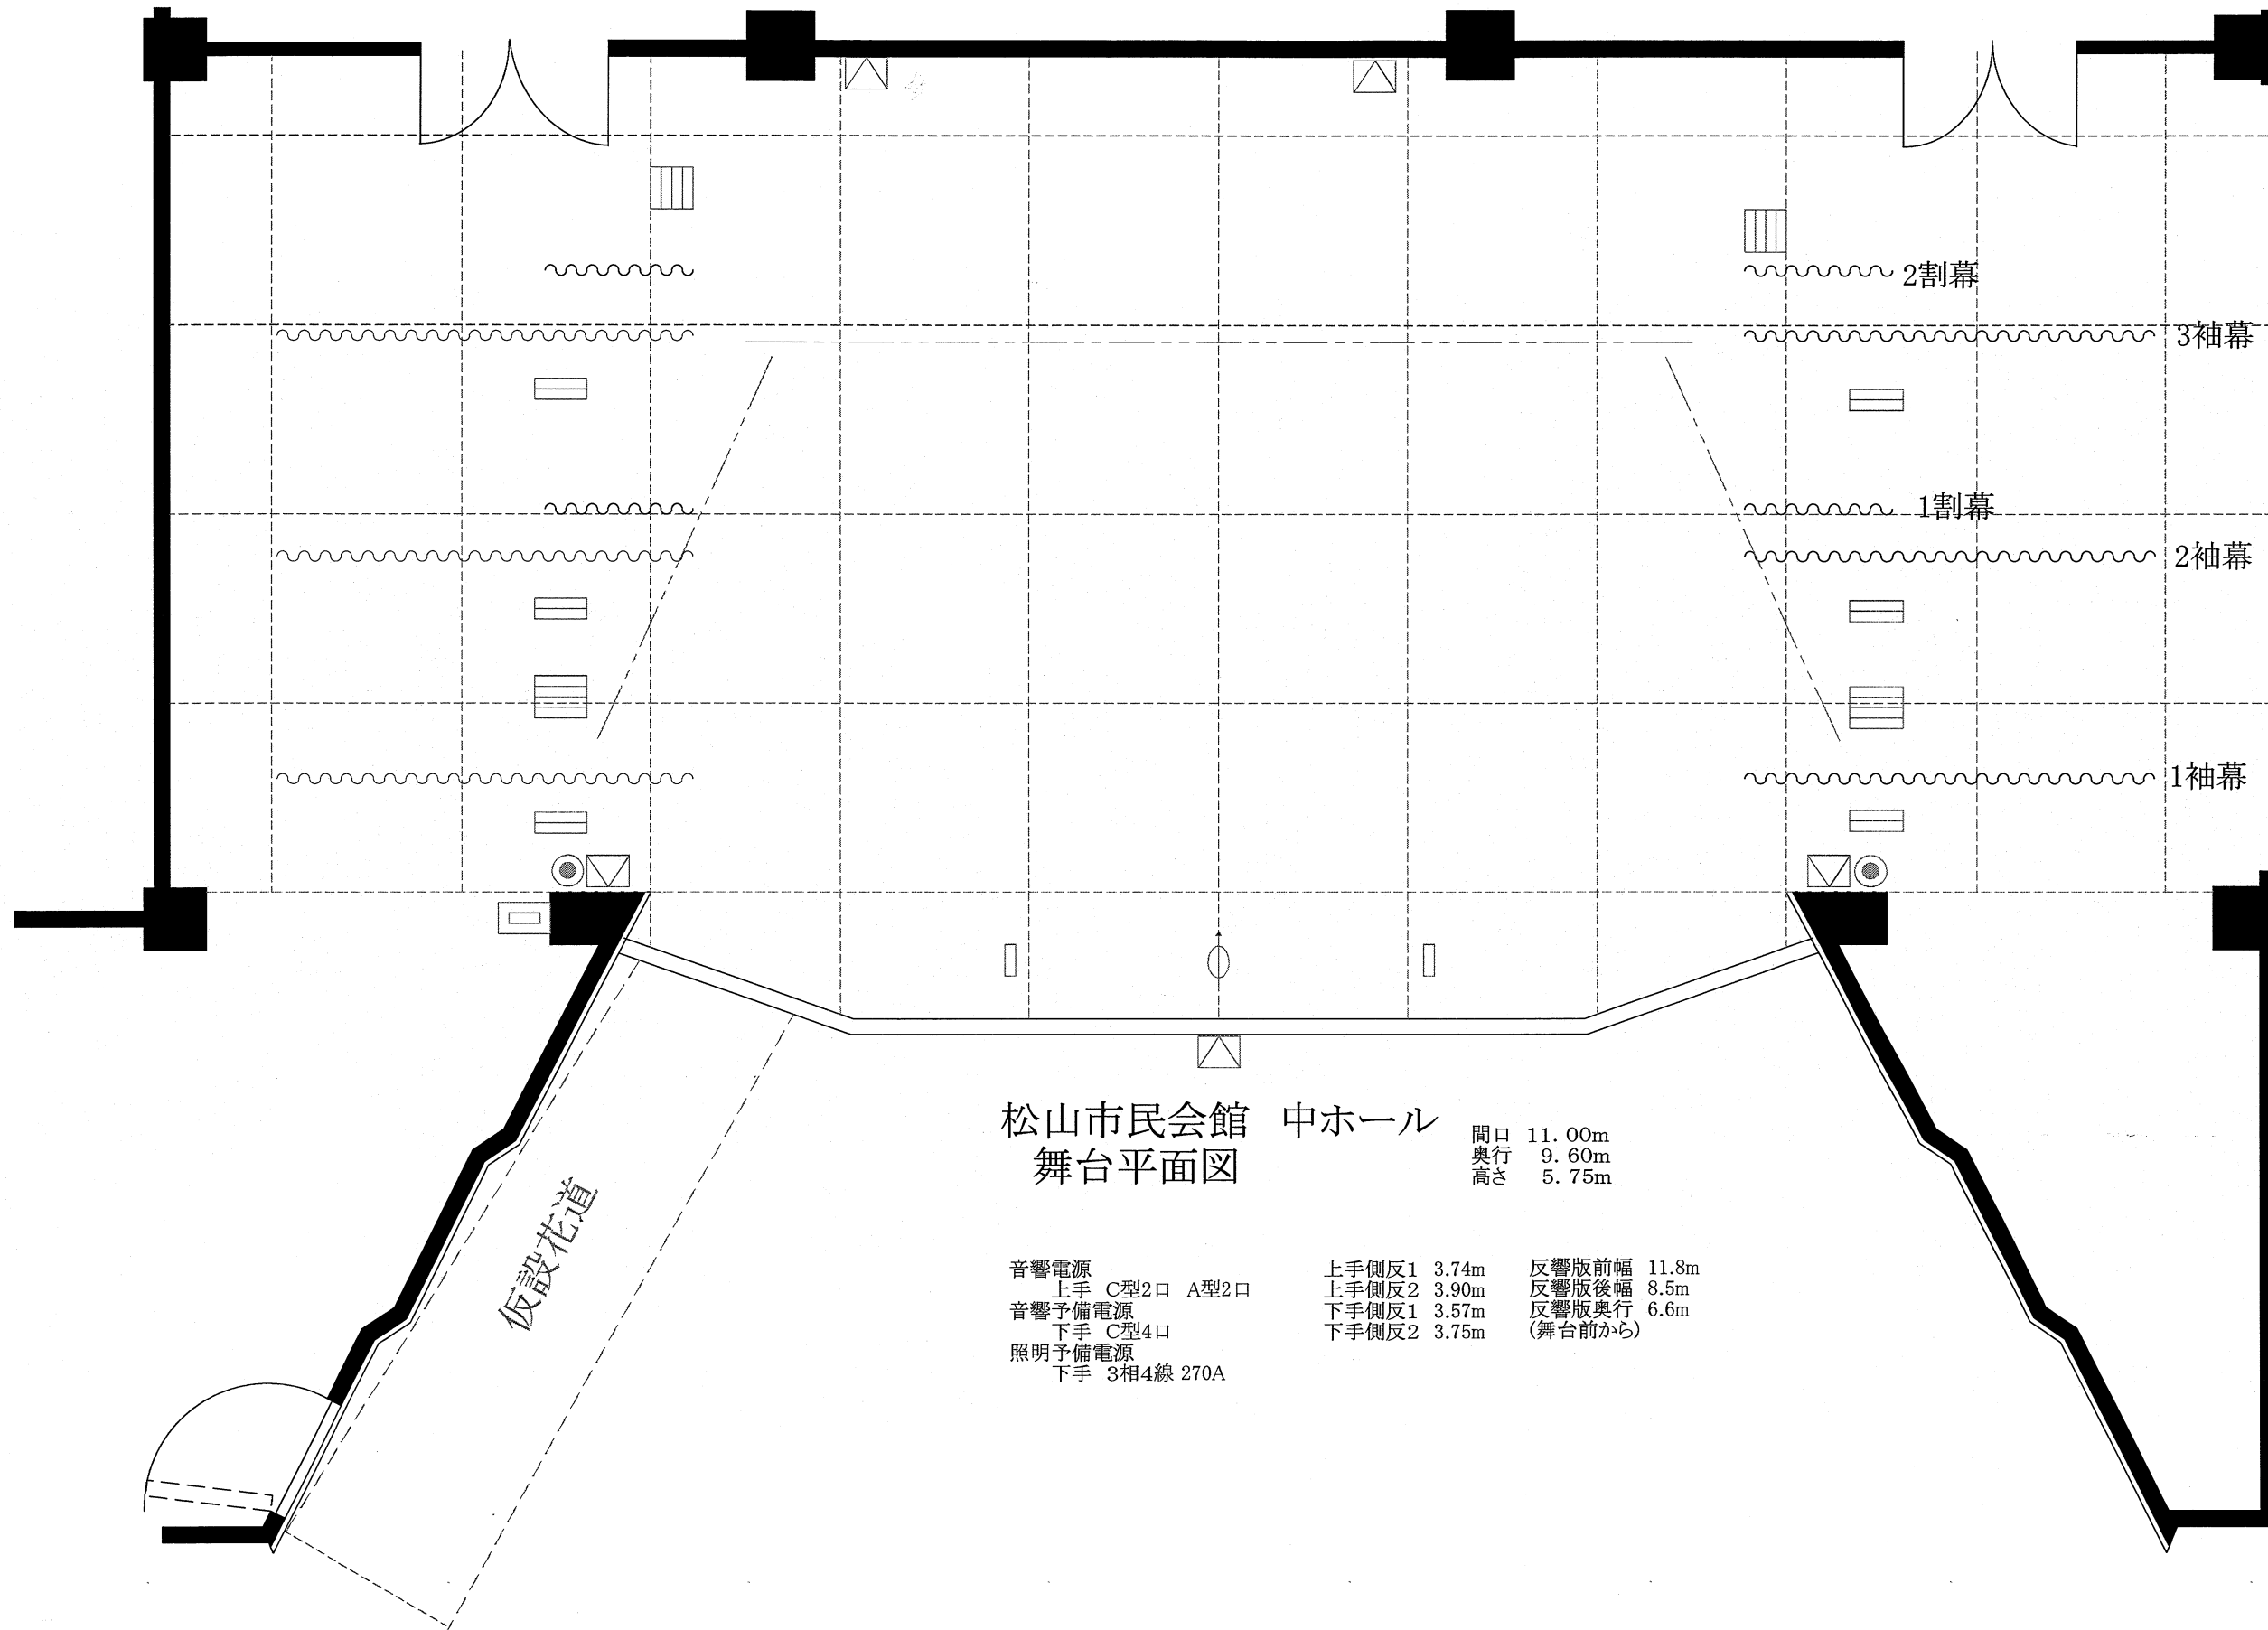 2割幕
3袖幕
1割幕
2袖幕
1袖幕
松山市民会館 中ホール
舞台平面図
間口 11.00m
奥行 9.60m
高さ 5.75m
仮設花道
音響電源
上手 C型2口 A型2口
音響予備電源
下手 C型4口
照明予備電源
下手 3相4線 270A
上手側反1 3.74m
上手側反2 3.90m
下手側反1 3.57m
下手側反2 3.75m
反響版前幅 11.8m
反響版後幅 8.5m
反響版奥行 6.6m
(舞台前から)